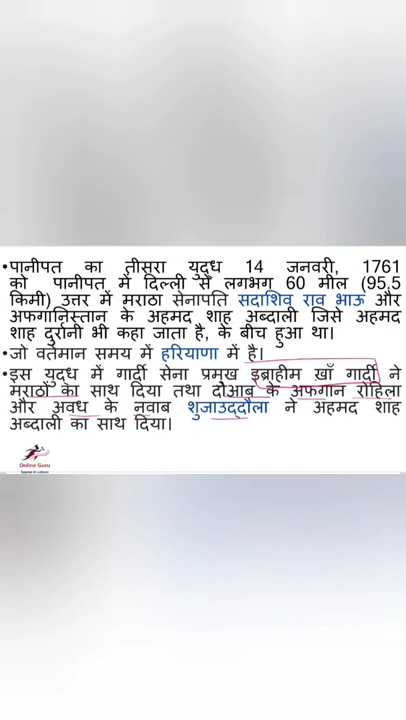 •पानीपत का तीसरा युद्ध 14 जनवरी, 1761
को पानीपत में दिल्ली से लगभग 60 मील (95.5
किमी) उत्तर में मराठा सेनापति सदाशिव राव भाऊ और
अफगानिस्तान के अहमद शाह अब्दाली जिसे अहमद
शाह दुर्रानी भी कहा जाता है, के बीच हुआ था।
•जो वर्तमान समय में हरियाणा में है।
•इस युद्ध में गार्दी सेना प्रमुख इब्राहीम ख़ाँ गार्दी ने
मराठों का साथ दिया तथा दोआब के अफगान रोहिला
और अवध के नवाब शुजाउद्दौला ने अहमद शाह
अब्दाली का साथ दिया।
Online Guru